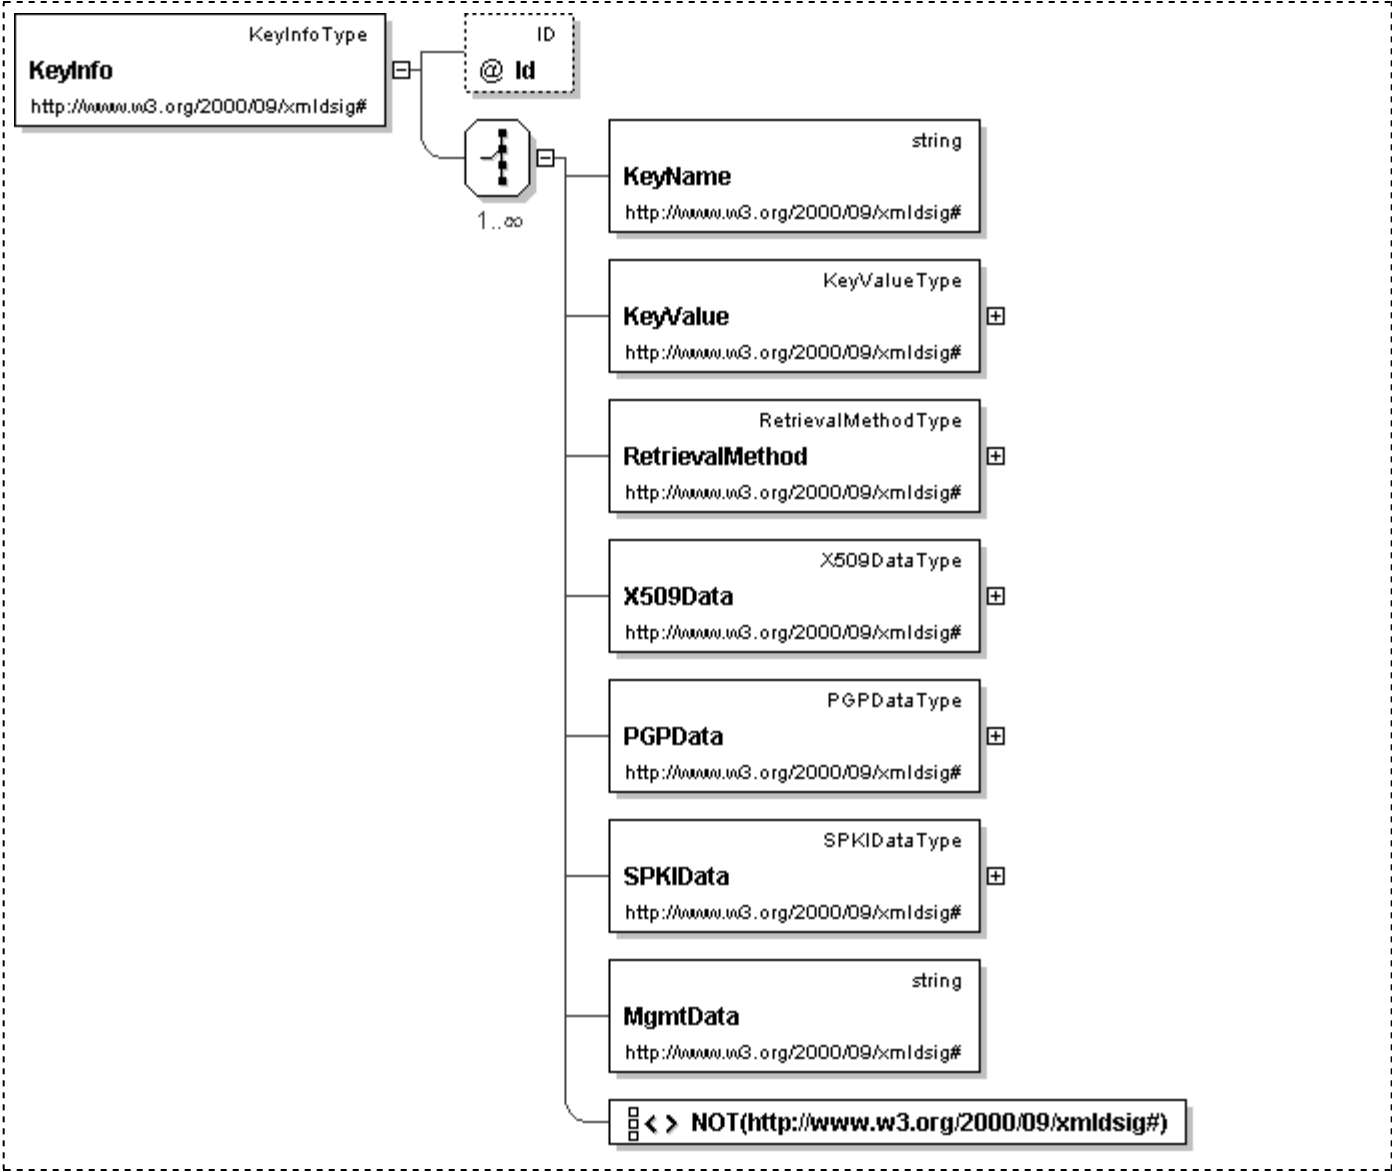 KeyInfoType
KeyInfo
http://www.w3.org/2000/09/xmldsig#
ID
@ Id
1..∞
string
KeyName
http://www.w3.org/2000/09/xmldsig#
KeyValueType
KeyValue
http://www.w3.org/2000/09/xmldsig#
RetrievalMethodType
RetrievalMethod
http://www.w3.org/2000/09/xmldsig#
X509DataType
X509Data
http://www.w3.org/2000/09/xmldsig#
PGPDataType
PGPData
http://www.w3.org/2000/09/xmldsig#
SPKIDataType
SPKIData
http://www.w3.org/2000/09/xmldsig#
string
MgmtData
http://www.w3.org/2000/09/xmldsig#
< > NOT(http://www.w3.org/2000/09/xmldsig#)